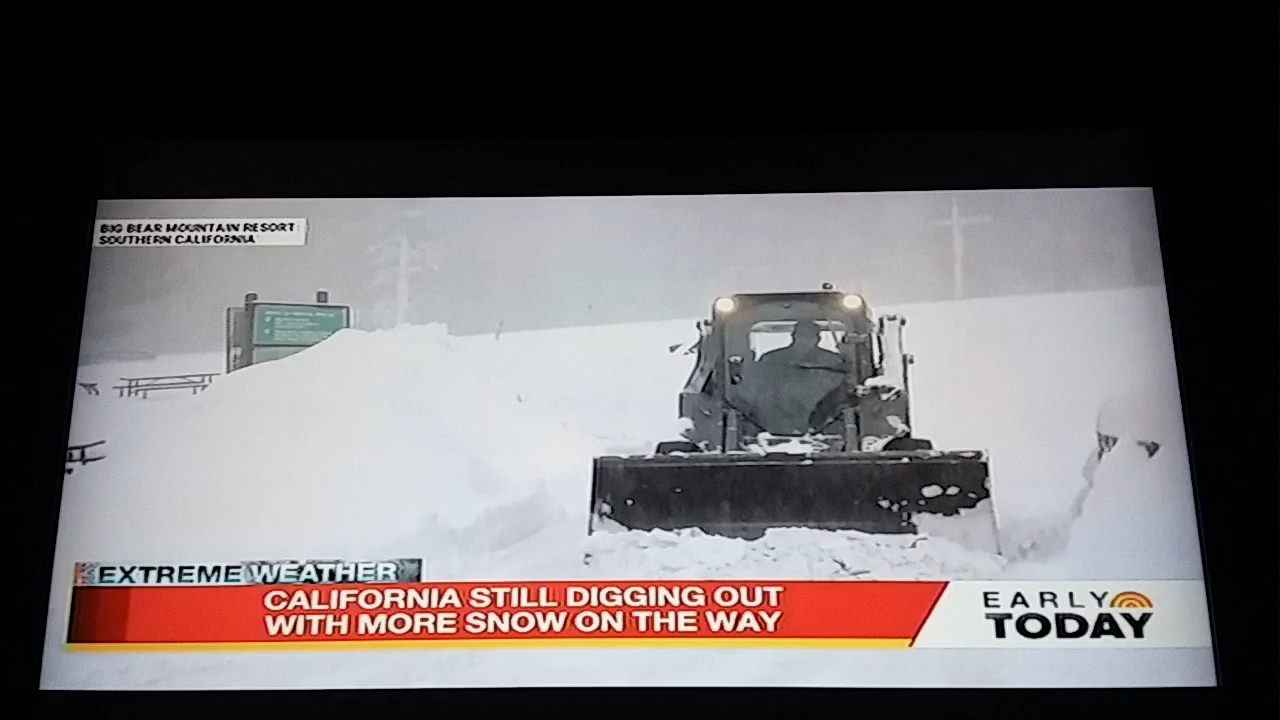 BIG BEAR MOUNTAIN RESORT
SOUTHERN CALIFORNIA
EXTREME WEATHER
CALIFORNIA STILL DIGGING OUT
WITH MORE SNOW ON THE WAY
EARLY
TODAY